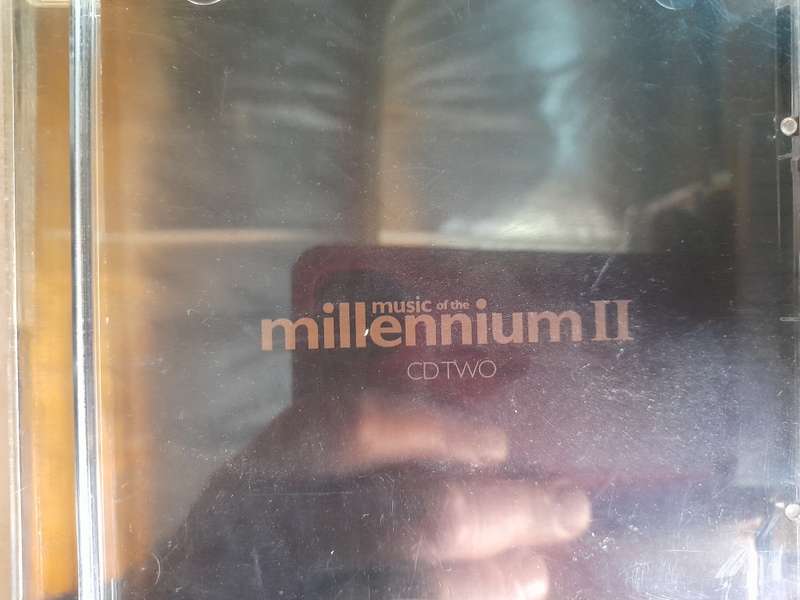 music of the
millennium II
CD TWO